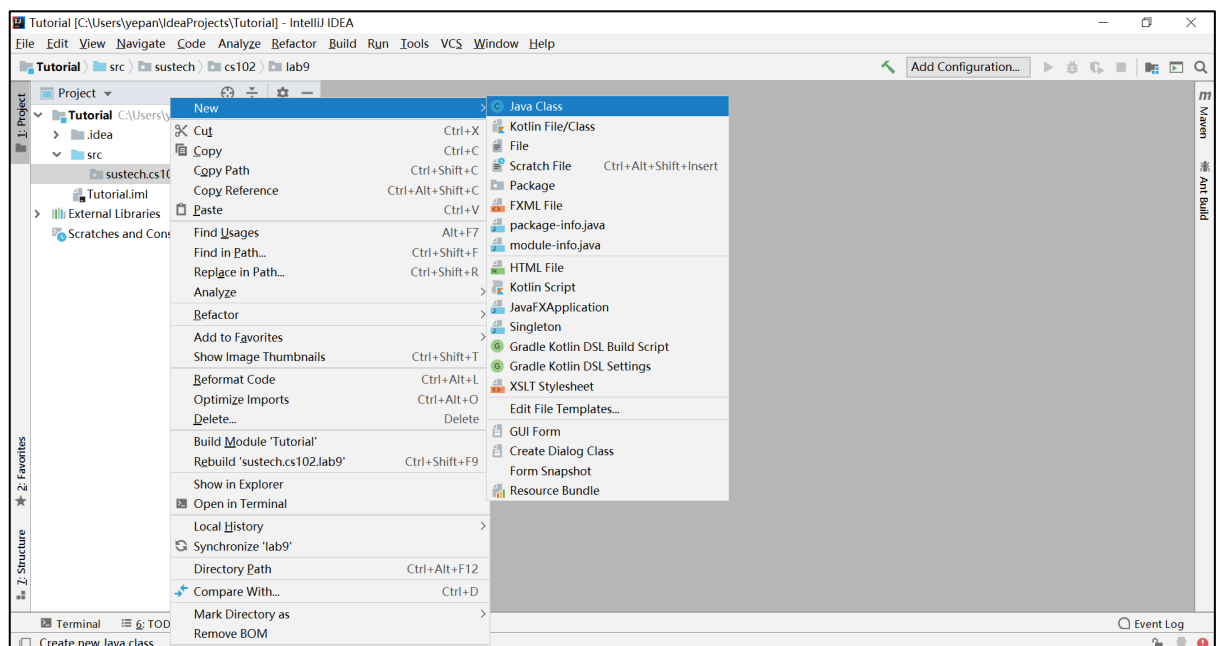 Tutorial [C:\Users\yepan\IdeaProjects\Tutorial] - IntelliJ IDEA
File Edit View Navigate Code Analyze Refactor Build Run Tools VCS Window Help
Tutorial src sustech cs102 lab9
Add Configuration...
1: Project
2: Favorites
7: Structure
Project
Tutorial C:\Users\y
.idea
src
sustech.cs10
Tutorial.iml
External Libraries
Scratches and Cons
New
Cut Ctrl+X
Copy Ctrl+C
Copy Path Ctrl+Shift+C
Copy Reference Ctrl+Alt+Shift+C
Paste Ctrl+V
Find Usages Alt+F7
Find in Path... Ctrl+Shift+F
Replace in Path... Ctrl+Shift+R
Analyze
Refactor
Add to Favorites
Show Image Thumbnails Ctrl+Shift+T
Reformat Code Ctrl+Alt+L
Optimize Imports Ctrl+Alt+O
Delete... Delete
Build Module 'Tutorial'
Rebuild 'sustech.cs102.lab9' Ctrl+Shift+F9
Show in Explorer
Open in Terminal
Local History
Synchronize 'lab9'
Directory Path Ctrl+Alt+F12
Compare With... Ctrl+D
Mark Directory as
Remove BOM
Java Class
Kotlin File/Class
File
Scratch File Ctrl+Alt+Shift+Insert
Package
FXML File
package-info.java
module-info.java
HTML File
Kotlin Script
JavaFXApplication
Singleton
Gradle Kotlin DSL Build Script
Gradle Kotlin DSL Settings
XSLT Stylesheet
Edit File Templates...
GUI Form
Create Dialog Class
Form Snapshot
Resource Bundle
m Maven
Ant Build
Terminal 6: TOD
Event Log
Create new Java class